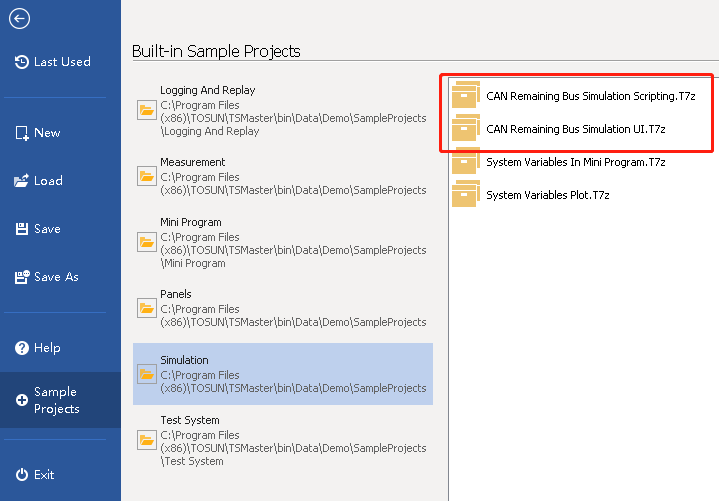 Last Used
New
Load
Save
Save As
Help
Sample
Projects
Exit
Built-in Sample Projects
Logging And Replay
C:\Program Files
(x86)\TOSUN\TSMaster\bin\Data\Demo\SampleProjects
\Logging And Replay
Measurement
C:\Program Files
(x86)\TOSUN\TSMaster\bin\Data\Demo\SampleProjects
Mini Program
C:\Program Files
(x86)\TOSUN\TSMaster\bin\Data\Demo\SampleProjects
\Mini Program
Panels
C:\Program Files
(x86)\TOSUN\TSMaster\bin\Data\Demo\SampleProjects
Simulation
C:\Program Files
(x86)\TOSUN\TSMaster\bin\Data\Demo\SampleProjects
Test System
C:\Program Files
(x86)\TOSUN\TSMaster\bin\Data\Demo\SampleProjects
\Test System
CAN Remaining Bus Simulation Scripting.T7z
CAN Remaining Bus Simulation UI.T7z
System Variables In Mini Program.T7z
System Variables Plot.T7z